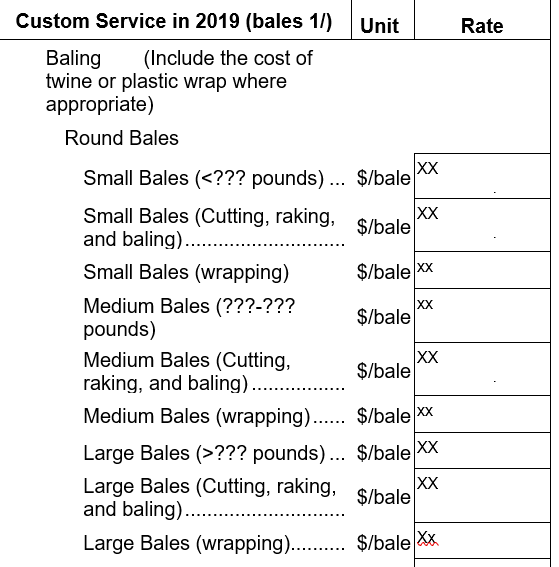 Custom Service in 2019 (bales 1/) Unit Rate
Baling (Include the cost of
twine or plastic wrap where
appropriate)
Round Bales
Small Bales (<??? pounds) ... $/bale XX
.
Small Bales (Cutting, raking,
and baling)............................. $/bale XX
.
Small Bales (wrapping) $/bale xx
Medium Bales (???-???
pounds) $/bale xx
Medium Bales (Cutting,
raking, and baling)................. $/bale XX
.
Medium Bales (wrapping)...... $/bale xx
Large Bales (>??? pounds) ... $/bale XX
Large Bales (Cutting, raking,
and baling)............................. $/bale XX
Large Bales (wrapping).......... $/bale Xx